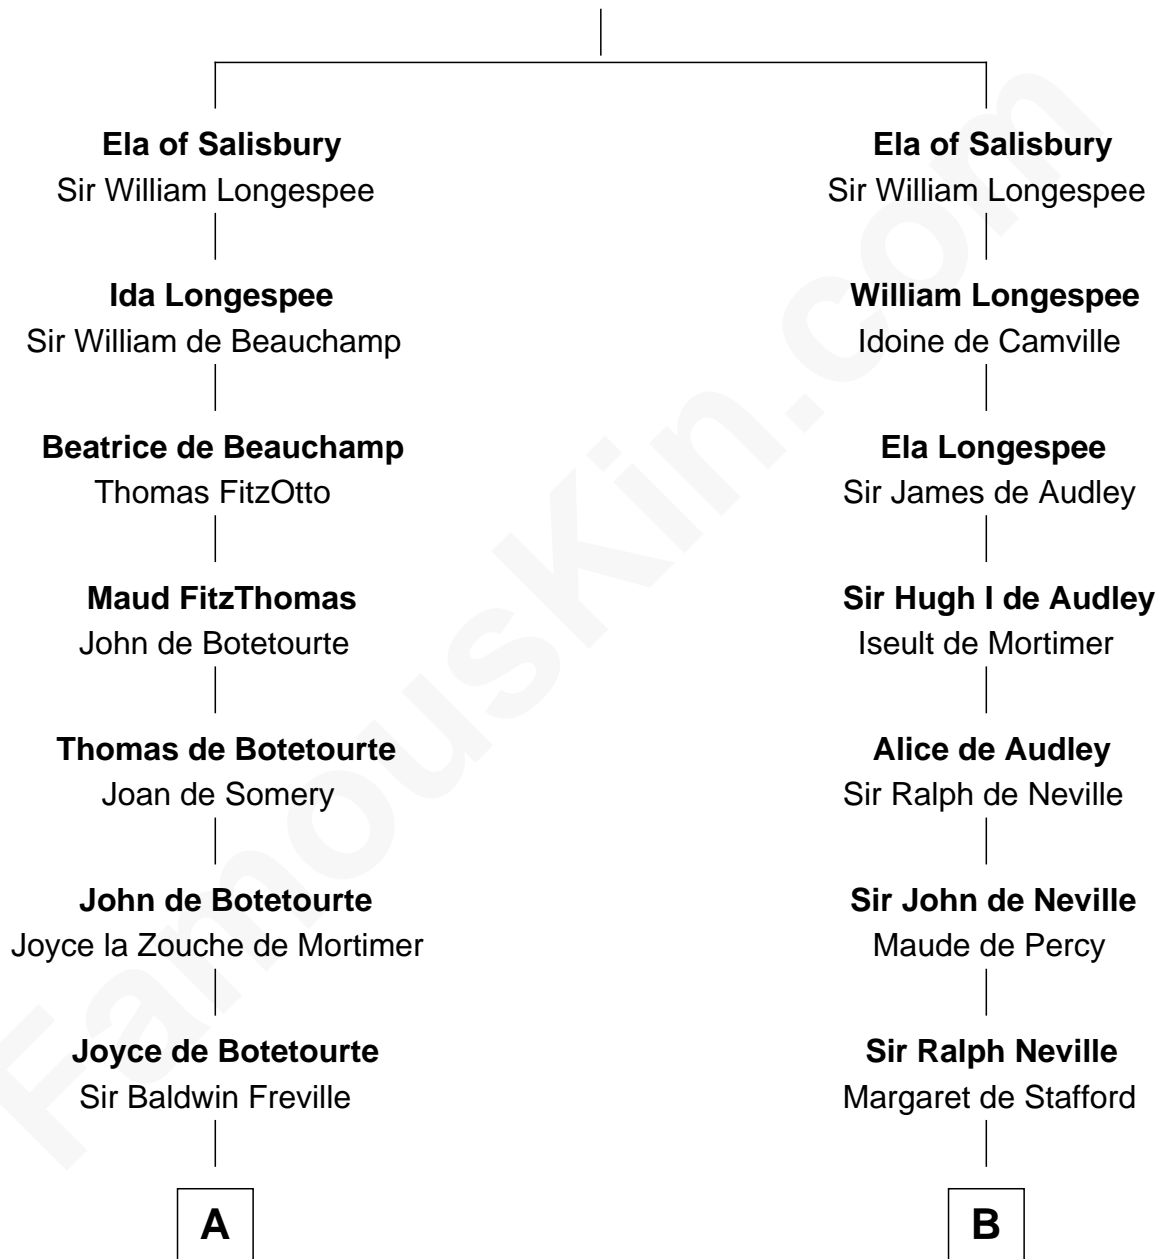 Ela of Salisbury
Sir William Longespee
Ida Longespee
Sir William de Beauchamp
Beatrice de Beauchamp
Thomas FitzOtto
Maud FitzThomas
John de Botetourte
Thomas de Botetourte
Joan de Somery
John de Botetourte
Joyce la Zouche de Mortimer
Joyce de Botetourte
Sir Baldwin Freville
A
Ela of Salisbury
Sir William Longespee
William Longespee
Idoine de Camville
Ela Longespee
Sir James de Audley
Sir Hugh I de Audley
Iseult de Mortimer
Alice de Audley
Sir Ralph de Neville
Sir John de Neville
Maude de Percy
Sir Ralph Neville
Margaret de Stafford
B
FamousKin.com